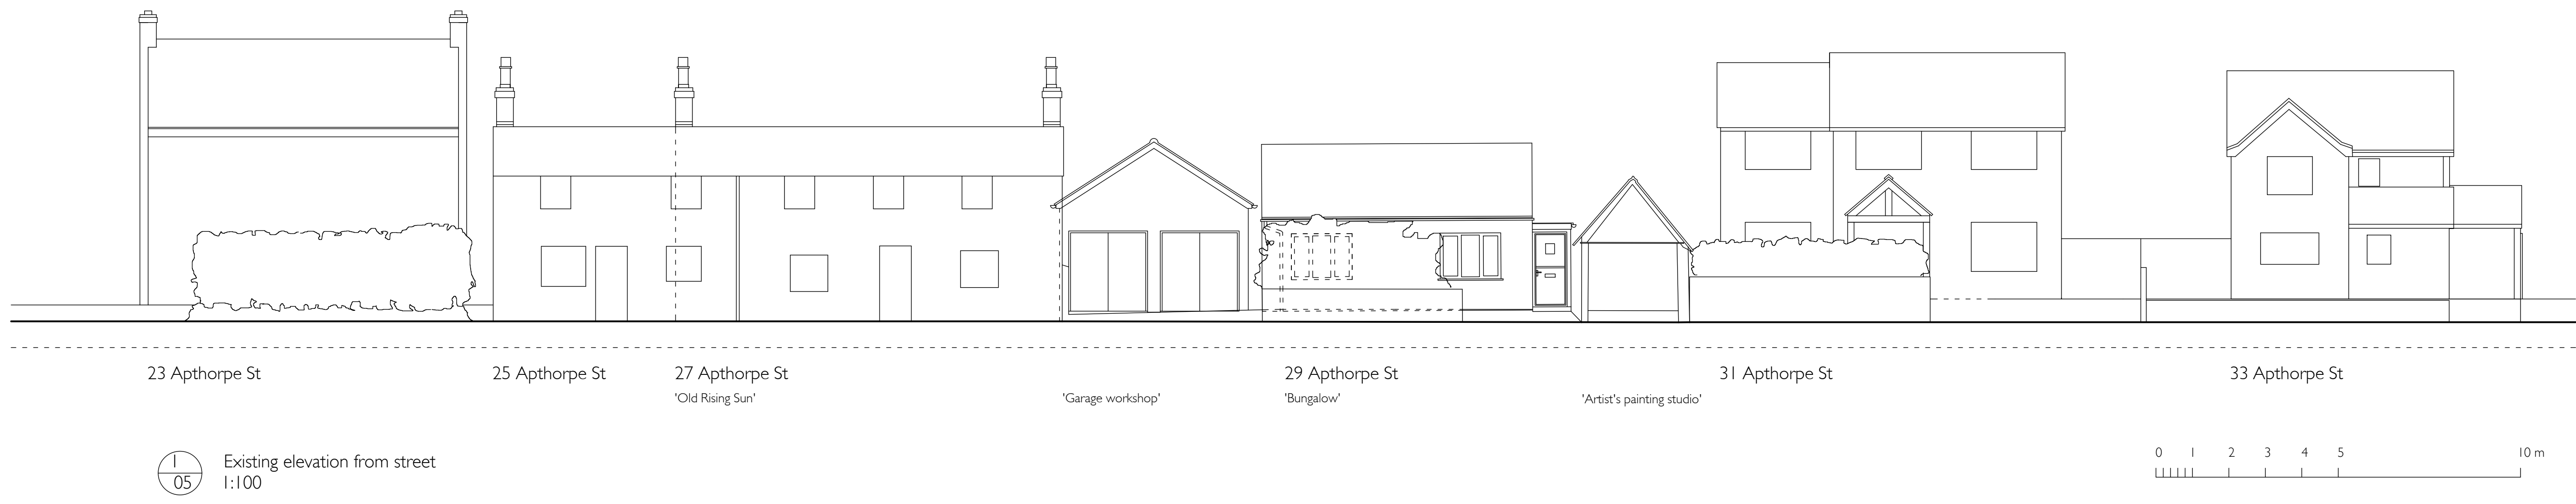 23 Apthorpe St
25 Apthorpe St
27 Apthorpe St
29 Apthorpe St
31 Apthorpe St
33 Apthorpe St
'Old Rising Sun'
'Garage workshop'
'Bungalow'
'Artist's painting studio'
1
05
Existing elevation from street
1:100
0 1 2 3 4 5 10 m